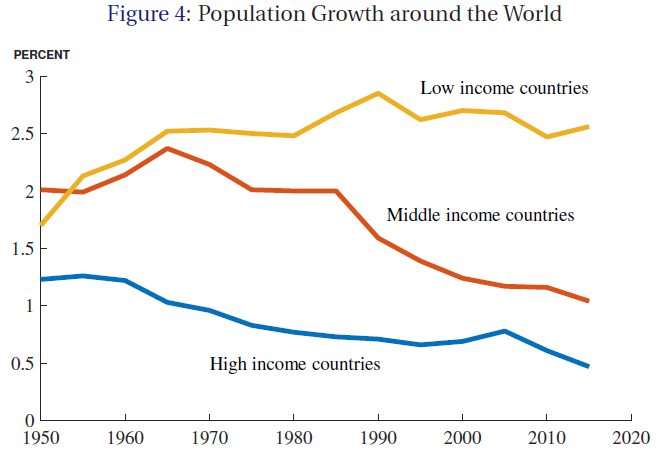 Figure 4: Population Growth around the World
PERCENT
3
Low income countries
2.5
2
Middle income countries
1.5
1
0.5
High income countries
0
1950 1960 1970 1980 1990 2000 2010 2020